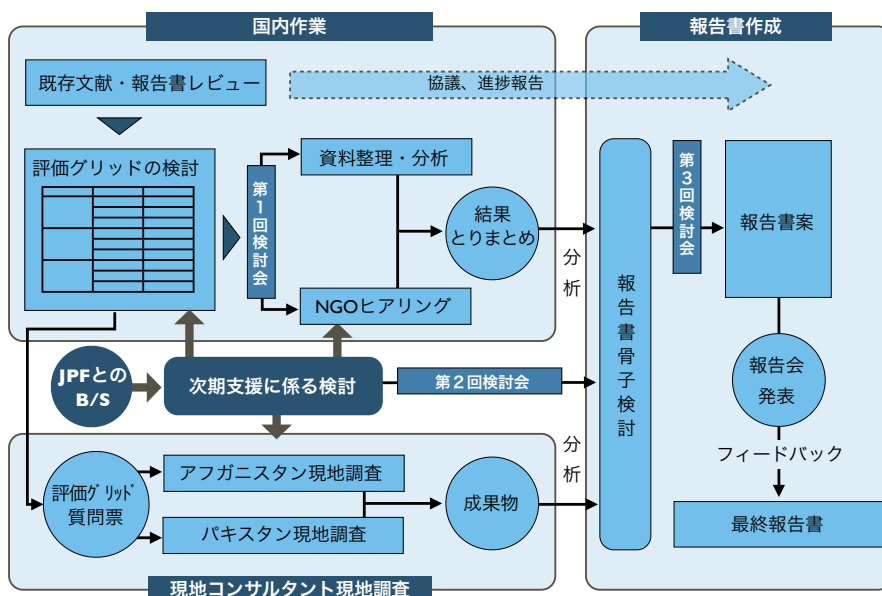 国内作業
報告書作成
既存文献・報告書レビュー
協議、進捗報告
評価グリッドの検討
第1回検討会
資料整理・分析
NGOヒアリング
結果
とりまとめ
分析
報告書骨子検討
第3回検討会
報告書案
報告会
発表
フィードバック
最終報告書
JPFとの
B/S
次期支援に係る検討
第2回検討会
評価グリッド
質問票
アフガニスタン現地調査
パキスタン現地調査
成果物
分析
現地コンサルタント現地調査